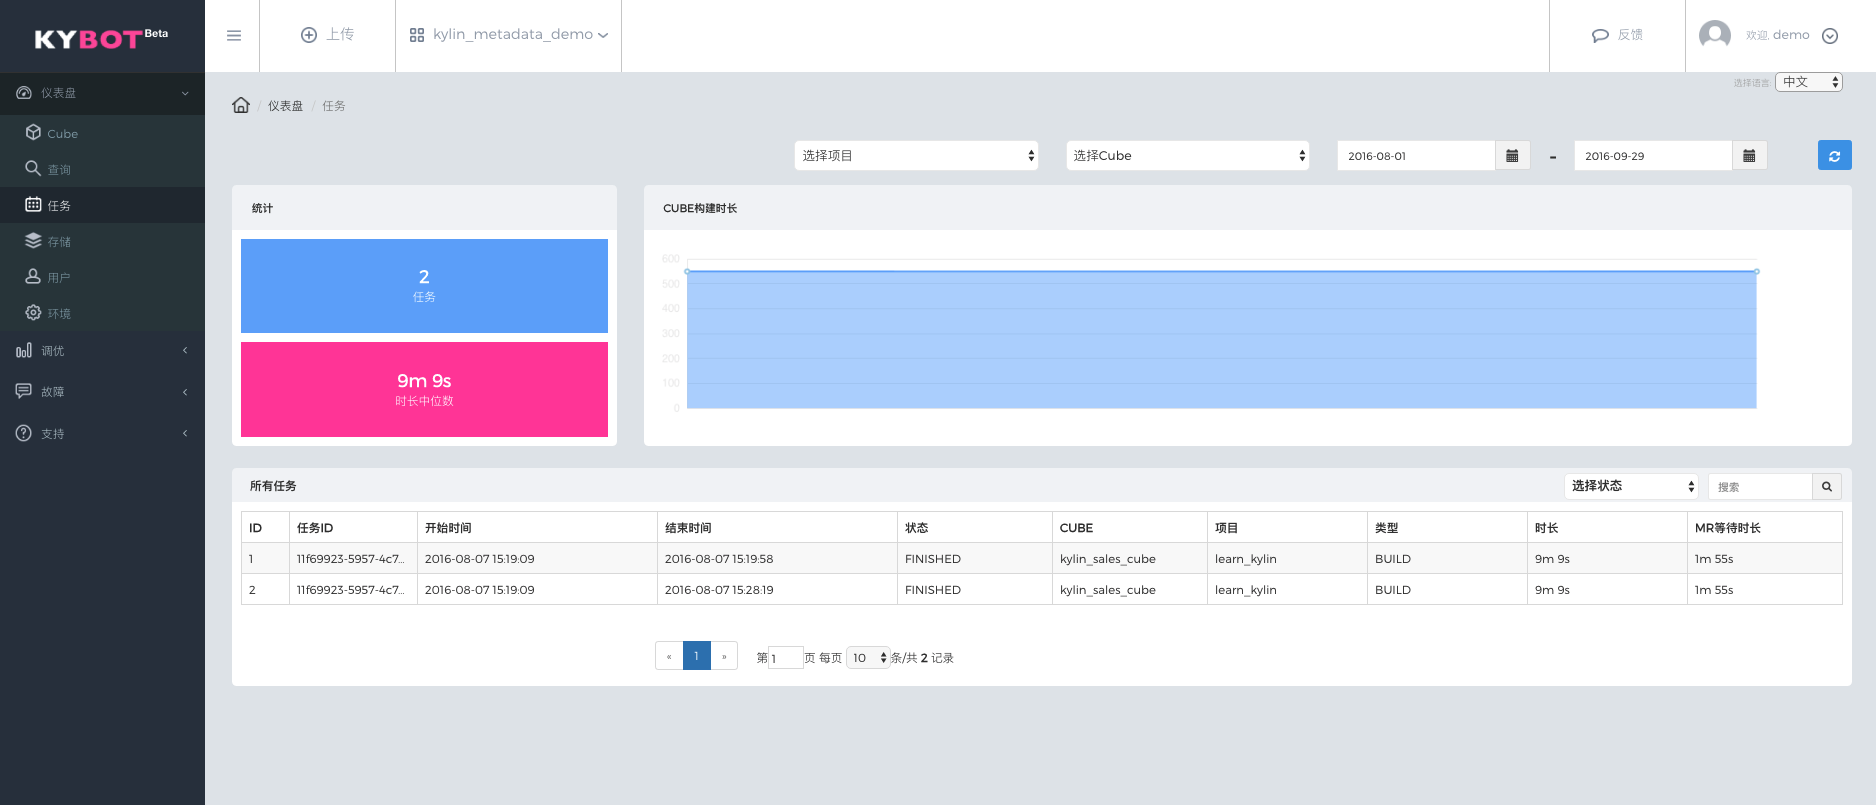 KYBOT Beta
上传
kylin_metadata_demo
反馈
欢迎, demo
选择语言: 中文
仪表盘
Cube
查询
任务
存储
用户
环境
调优
故障
支持
/ 仪表盘 / 任务
选择项目 选择Cube 2016-08-01 - 2016-09-29
统计
2
任务
9m 9s
时长中位数
CUBE构建时长
600
500
400
300
200
100
0
所有任务 选择状态 搜索
ID 任务ID 开始时间 结束时间 状态 CUBE 项目 类型 时长 MR等待时长
1 11f69923-5957-4c7... 2016-08-07 15:19:09 2016-08-07 15:19:58 FINISHED kylin_sales_cube learn_kylin BUILD 9m 9s 1m 55s
2 11f69923-5957-4c7... 2016-08-07 15:19:09 2016-08-07 15:28:19 FINISHED kylin_sales_cube learn_kylin BUILD 9m 9s 1m 55s
« 1 » 第 1 页 每页 10 条/共 2 记录